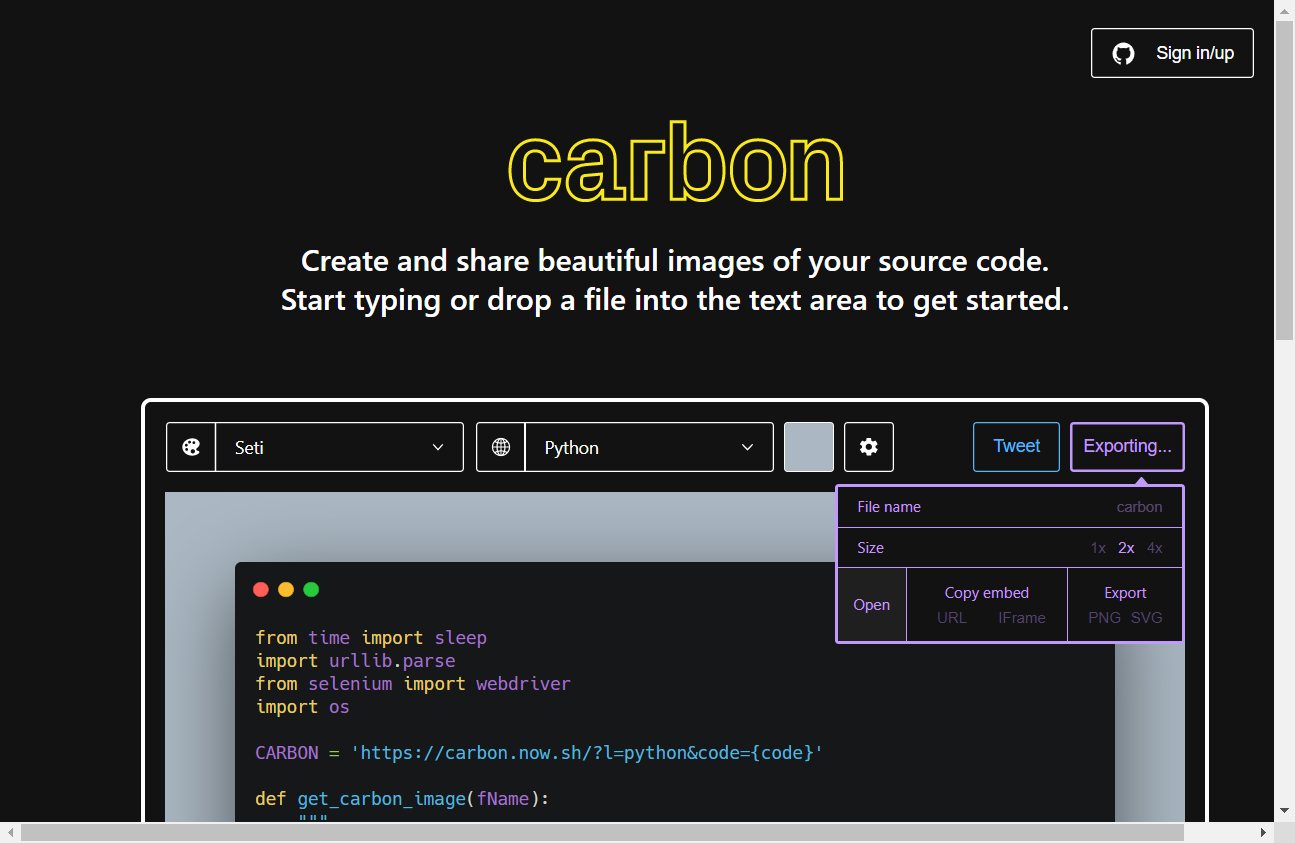 Sign in/up
carbon
Create and share beautiful images of your source code.
Start typing or drop a file into the text area to get started.
Seti
Python
Tweet
Exporting...
File name carbon
Size 1x 2x 4x
Open
Copy embed
URL IFrame
Export
PNG SVG
from time import sleep
import urllib.parse
from selenium import webdriver
import os
CARBON = 'https://carbon.now.sh/?l=python&code={code}'
def get_carbon_image(fName):
"""